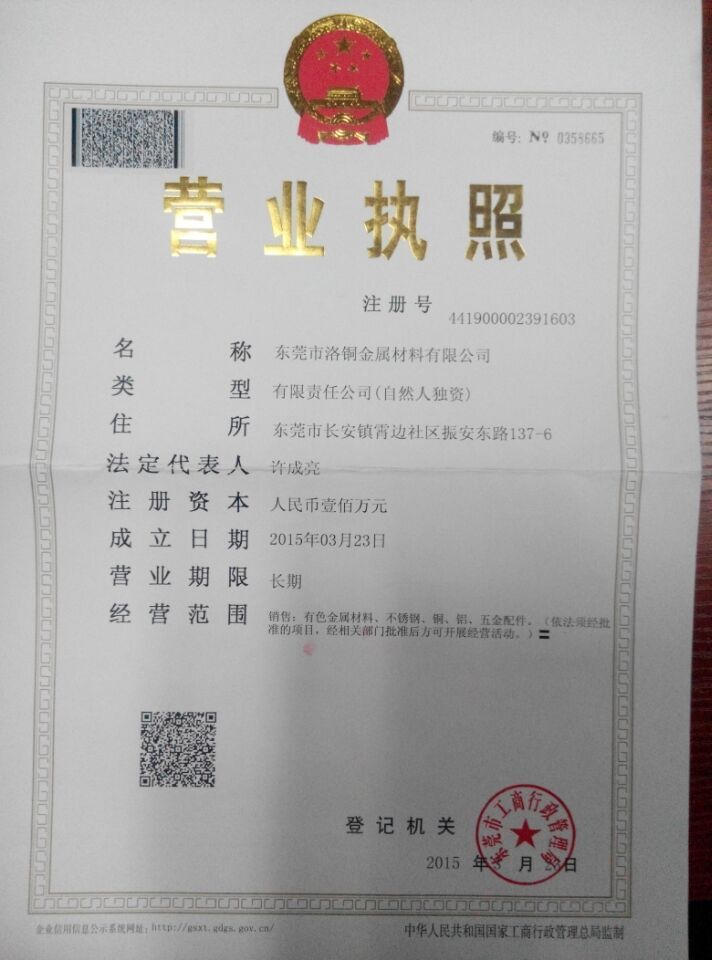 编号: № 0358665
营业执照
注册号 441900002391603
名称 东莞市洛铜金属材料有限公司
类型 有限责任公司(自然人独资)
住所 东莞市长安镇霄边社区振安东路137-6
法定代表人 许成亮
注册资本 人民币壹佰万元
成立日期 2015年03月23日
营业期限 长期
经营范围 销售：有色金属材料、不锈钢、铜、铝、五金配件。（依法须经批
准的项目，经相关部门批准后方可开展经营活动。）〓
东莞市工商行政管理局
登记机关
2015 年 月 日
企业信用信息公示系统网址: http://gsxt.gdgs.gov.cn/
中华人民共和国国家工商行政管理总局监制